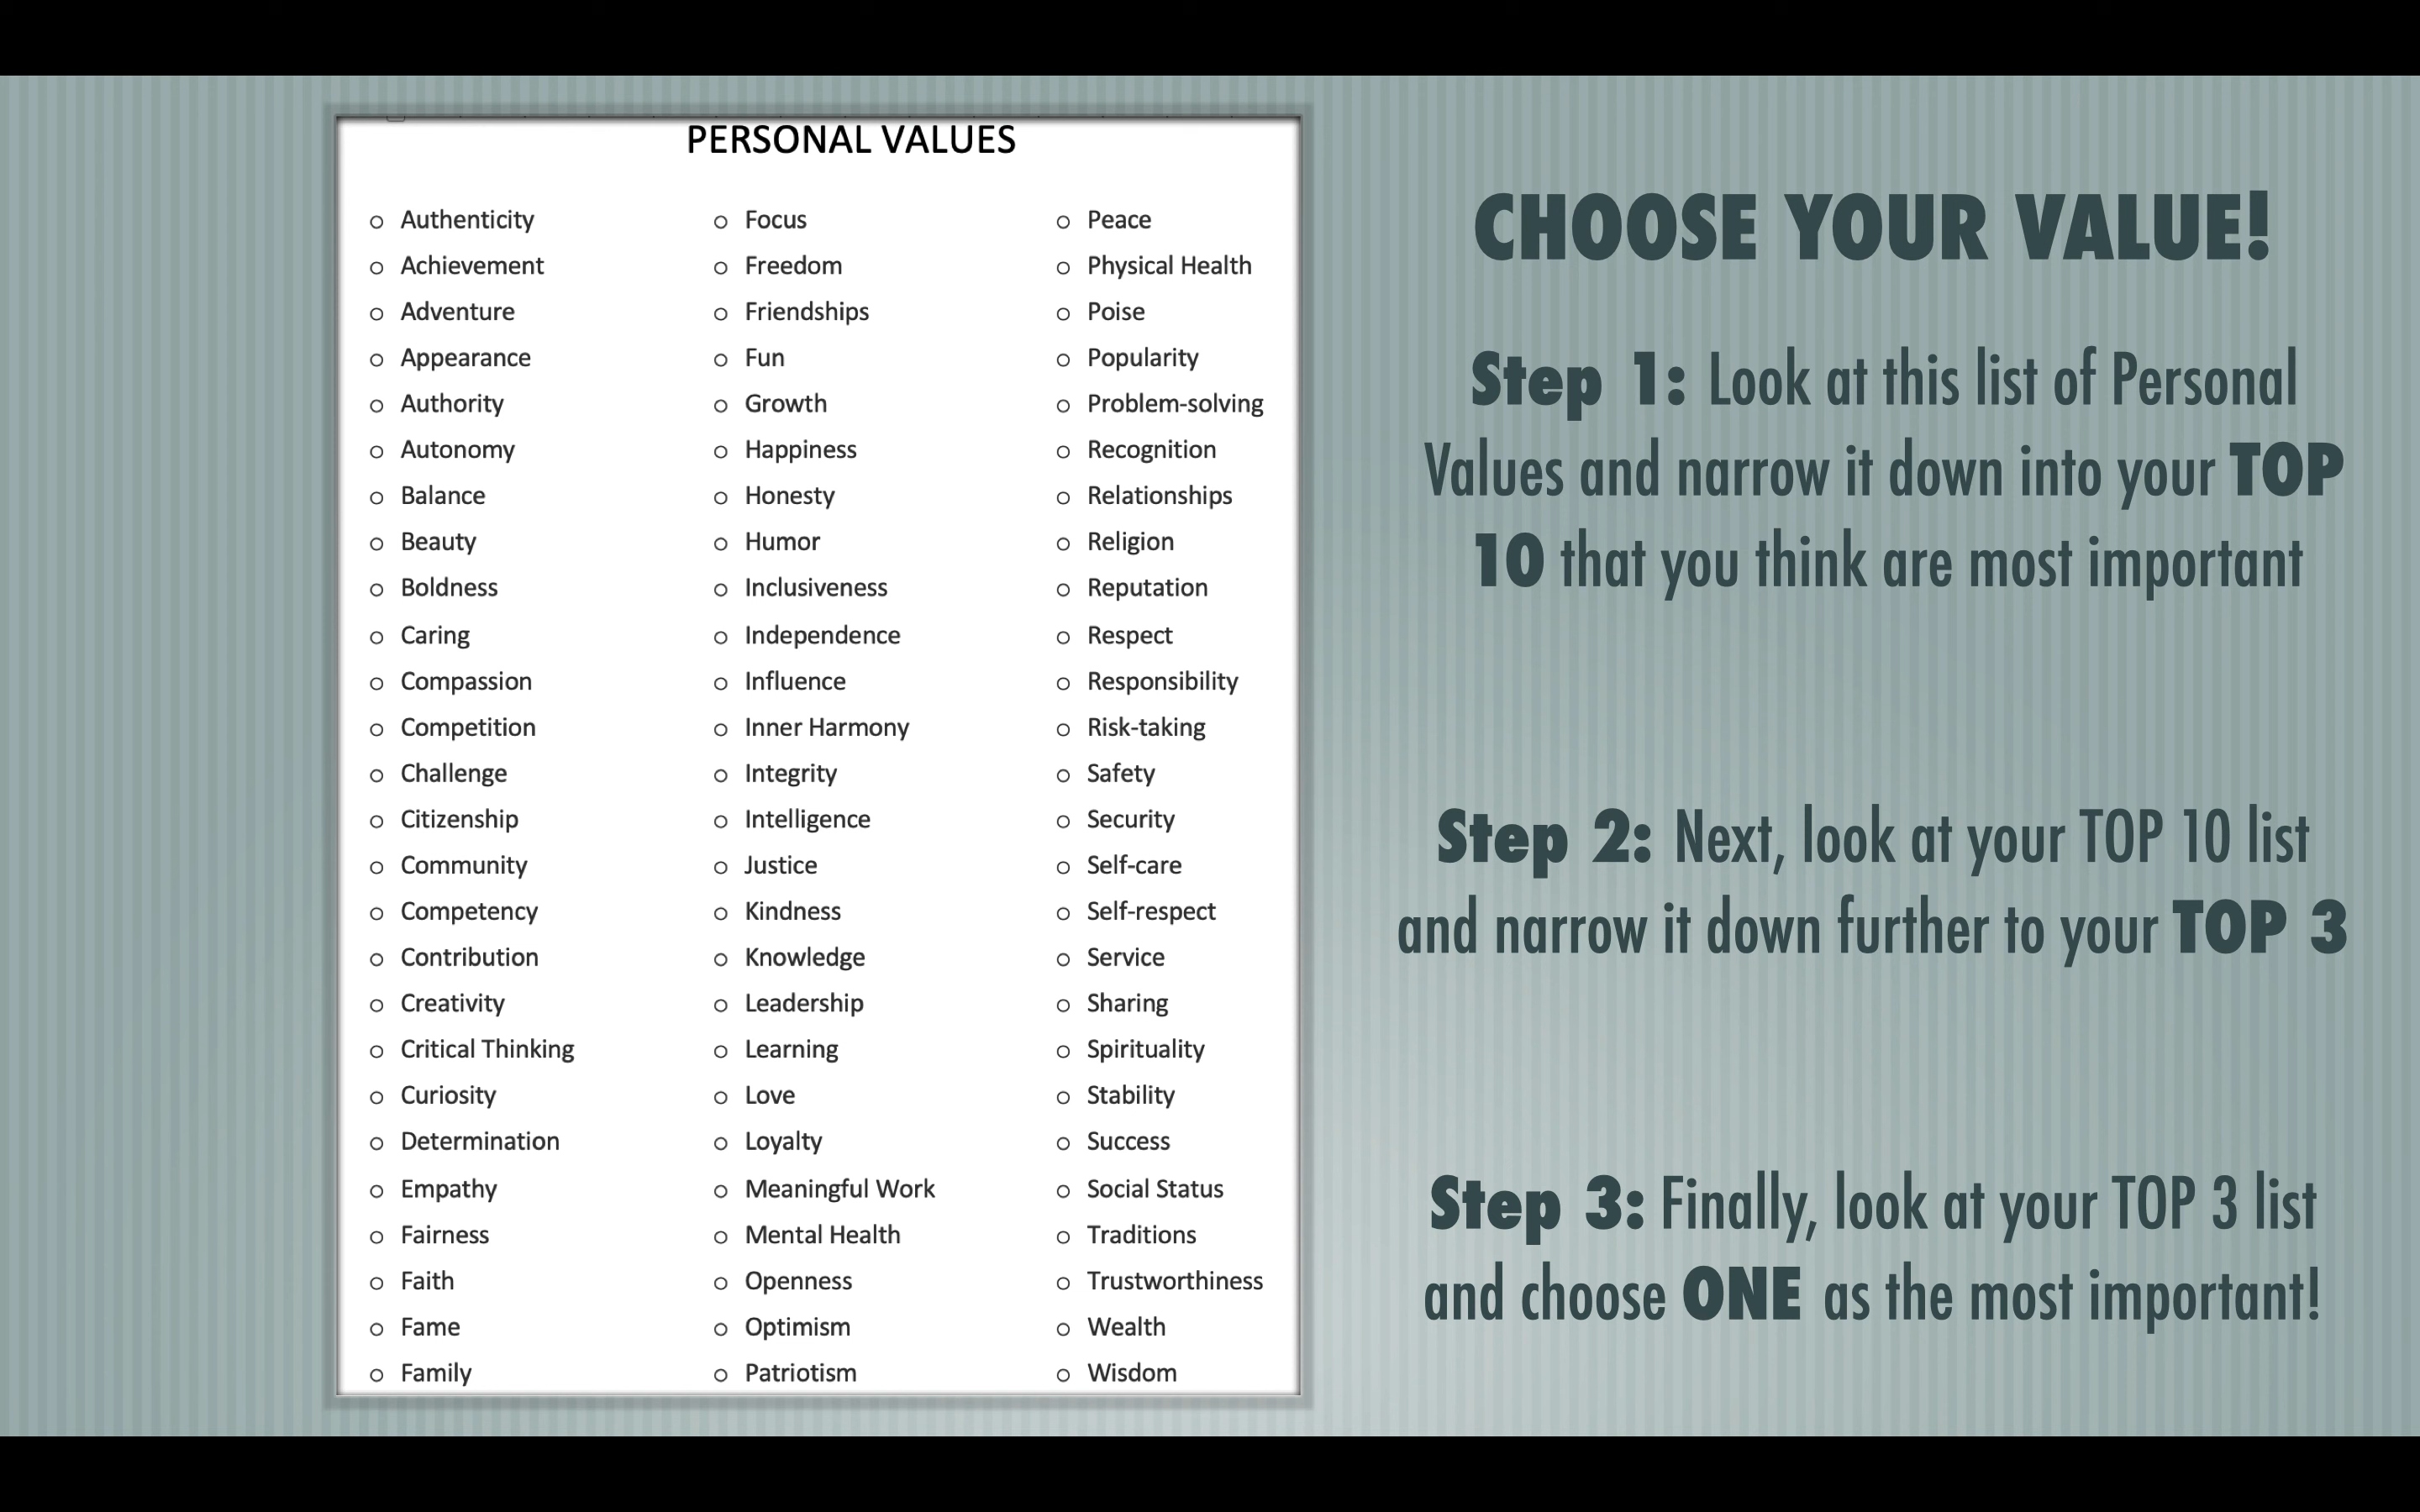 PERSONAL VALUES
o Authenticity
o Achievement
o Adventure
o Appearance
o Authority
o Autonomy
o Balance
o Beauty
o Boldness
o Caring
o Compassion
o Competition
o Challenge
o Citizenship
o Community
o Competency
o Contribution
o Creativity
o Critical Thinking
o Curiosity
o Determination
o Empathy
o Fairness
o Faith
o Fame
o Family
o Focus
o Freedom
o Friendships
o Fun
o Growth
o Happiness
o Honesty
o Humor
o Inclusiveness
o Independence
o Influence
o Inner Harmony
o Integrity
o Intelligence
o Justice
o Kindness
o Knowledge
o Leadership
o Learning
o Love
o Loyalty
o Meaningful Work
o Mental Health
o Openness
o Optimism
o Patriotism
o Peace
o Physical Health
o Poise
o Popularity
o Problem-solving
o Recognition
o Relationships
o Religion
o Reputation
o Respect
o Responsibility
o Risk-taking
o Safety
o Security
o Self-care
o Self-respect
o Service
o Sharing
o Spirituality
o Stability
o Success
o Social Status
o Traditions
o Trustworthiness
o Wealth
o Wisdom
CHOOSE YOUR VALUE!
Step 1: Look at this list of Personal
Values and narrow it down into your TOP
10 that you think are most important
Step 2: Next, look at your TOP 10 list
and narrow it down further to your TOP 3
Step 3: Finally, look at your TOP 3 list
and choose ONE as the most important!